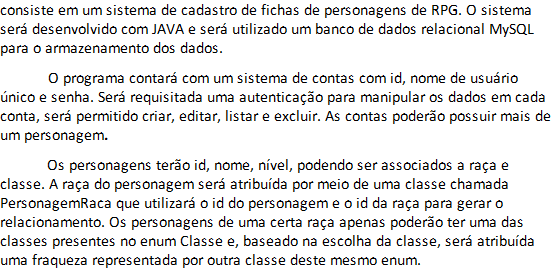 consiste em um sistema de cadastro de fichas de personagens de RPG. O sistema
será desenvolvido com JAVA e será utilizado um banco de dados relacional MySQL
para o armazenamento dos dados.
O programa contará com um sistema de contas com id, nome de usuário
único e senha. Será requisitada uma autenticação para manipular os dados em cada
conta, será permitido criar, editar, listar e excluir. As contas poderão possuir mais de
um personagem.
Os personagens terão id, nome, nível, podendo ser associados a raça e
classe. A raça do personagem será atribuída por meio de uma classe chamada
PersonagemRaca que utilizará o id do personagem e o id da raça para gerar o
relacionamento. Os personagens de uma certa raça apenas poderão ter uma das
classes presentes no enum Classe e, baseado na escolha da classe, será atribuída
uma fraqueza representada por outra classe deste mesmo enum.